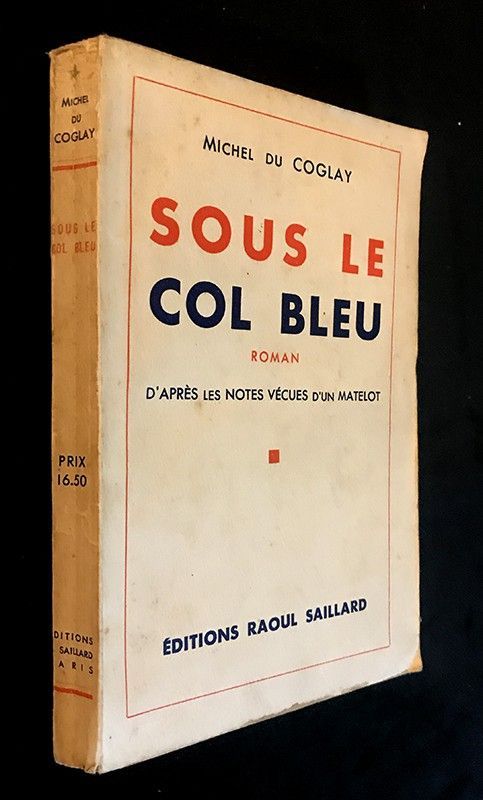 MICHEL
DU
COGLAY
SOUS LE
COL BLEU
PRIX
16.50
DITIONS
SAILLARD
ARIS
MICHEL DU COGLAY
SOUS LE
COL BLEU
ROMAN
D'APRÈS LES NOTES VÉCUES D'UN MATELOT
ÉDITIONS RAOUL SAILLARD